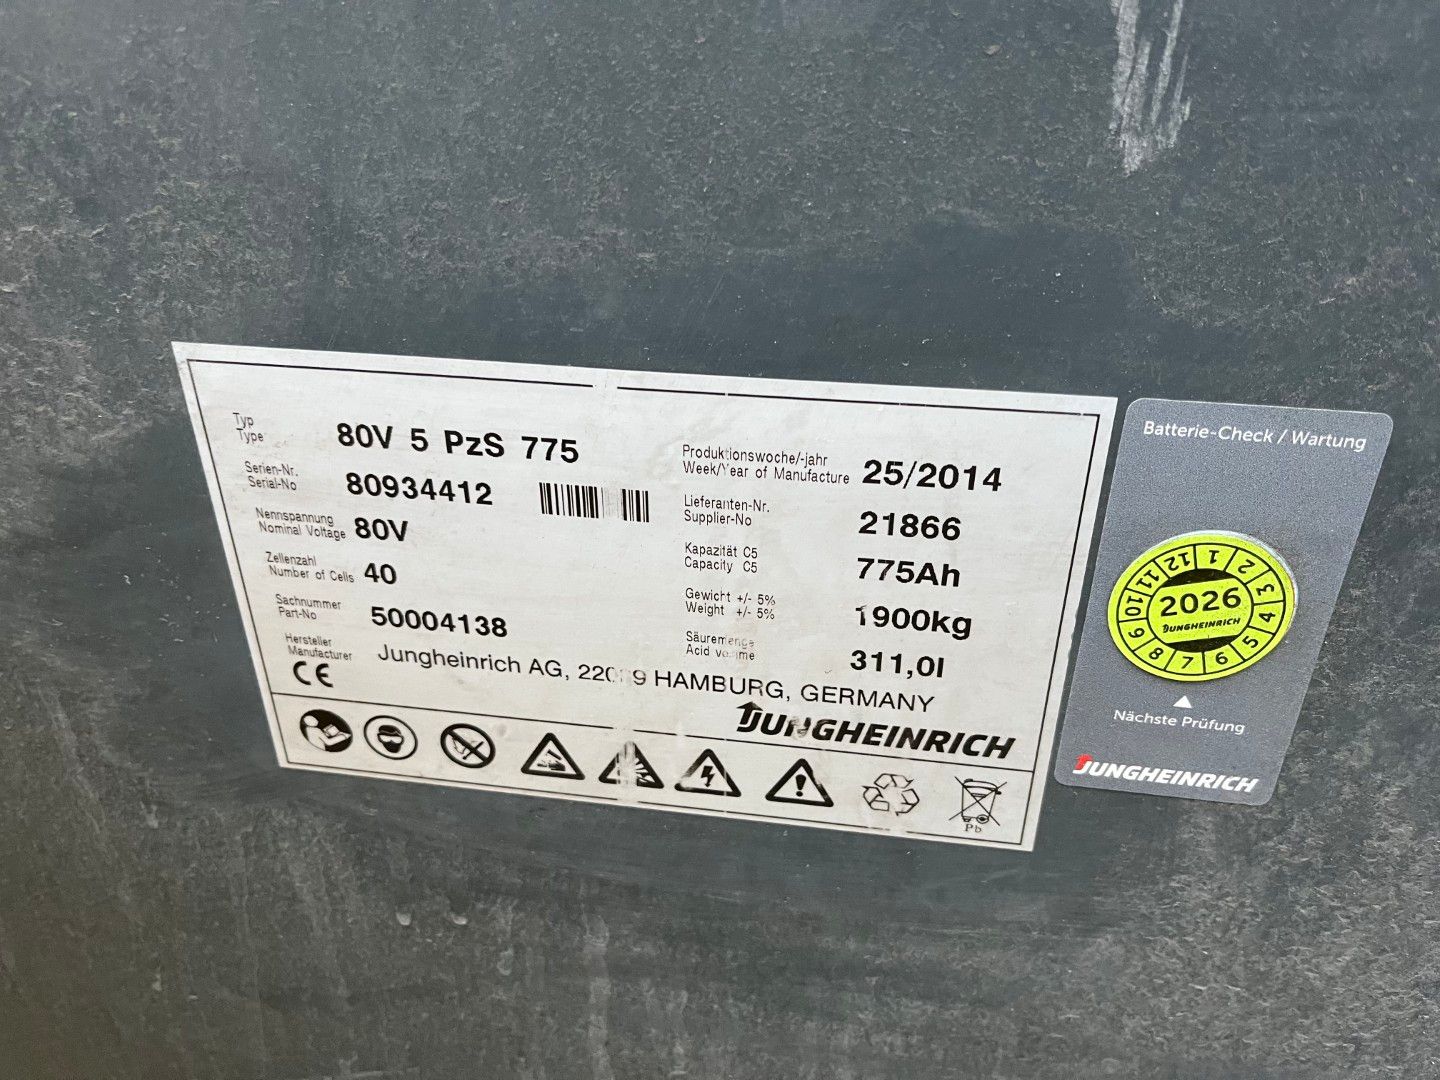 Typ
Type
80V 5 PzS 775
Serien-Nr.
Serial-No
80934412
Nennspannung
Nominal Voltage
80V
Zellenzahl
Number of Cells
40
Sachnummer
Part-No
50004138
Hersteller
Manufacturer
Jungheinrich AG, HAMBURG, GERMANY
CE
Produktionswoche/-jahr
Week/Year of Manufacture
25/2014
Lieferanten-Nr.
Supplier-No
21866
Kapazität C5
Capacity C5
775Ah
Gewicht +/- 5%
Weight +/- 5%
1900kg
Säuremenge
Acid
311,0l
JUNGHEINRICH
Pb
Batterie-Check / Wartung
1 2 3 4 5 6 7 8 9 10 11 12
2026
JUNGHEINRICH
Nächste Prüfung
JUNGHEINRICH